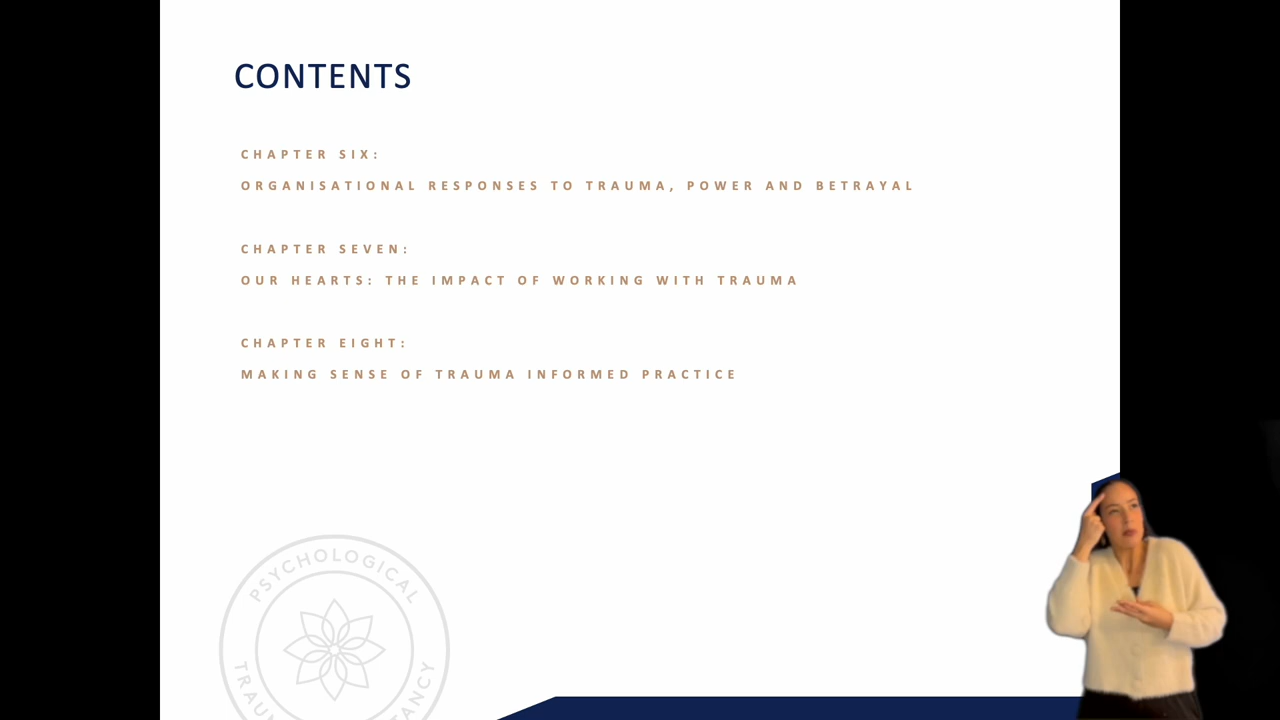 CONTENTS
CHAPTER SIX:
ORGANISATIONAL RESPONSES TO TRAUMA, POWER AND BETRAYAL
CHAPTER SEVEN:
OUR HEARTS: THE IMPACT OF WORKING WITH TRAUMA
CHAPTER EIGHT:
MAKING SENSE OF TRAUMA INFORMED PRACTICE
PSYCHOLOGICAL